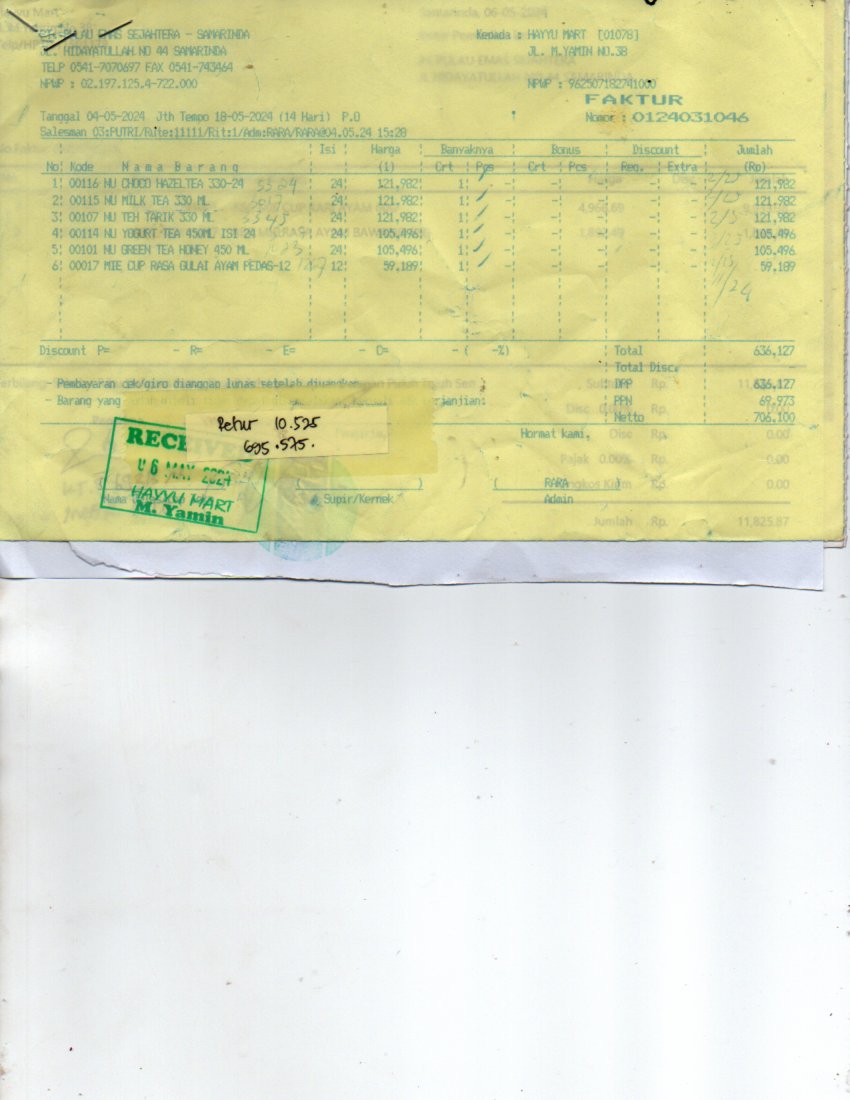 PULAU EMAS SEJAHTERA - SAMARINDA
JL. HIDAYATULLAH NO 44 SAMARINDA
TELP 0541-7070697 FAX 0541-743464
NPWP : 02.197.125.4-722.000
Kepada : HAYYU MART [01078]
JL. M.YAMIN NO.38
NPWP : 962507182741000
FAKTUR
Nomor : 0124031046
Tanggal 04-05-2024 Jth Tempo 18-05-2024 (14 Hari) P.O
Salesman 03:PUTRI/Rute:11111/Rit:1/Adm:RARA/RARA@04.05.24 15:28
Isi Harga Banyaknya Bonus Discount Jumlah
No Kode Nama Barang (1) Crt Pcs Crt Pcs Reg. Extra (Rp)
1 00116 NU CHOCO HAZELTEA 330-24 24 121,982 1 - - - - - 121,982
2 00115 NU MILK TEA 330 ML 24 121,982 1 - - - - - 121,982
3 00107 NU TEH TARIK 330 ML 24 121,982 1 - - - - - 121,982
4 00114 NU YOGURT TEA 450ML ISI 24 24 105,496 1 - - - - - 105,496
5 00101 NU GREEN TEA HONEY 450 ML 24 105,496 1 - - - - - 105,496
6 00017 MIE CUP RASA GULAI AYAM PEDAS-12 12 59,189 1 - - - - - 59,189
Discount P= - R= - E= - C= - ( -%) Total 636,127
Total Disc.
- Pembayaran cek/giro dianggap lunas setelah diuangkan DPP 636,127
- Barang yang perjanjian. PPN 69,973
Netto 706,100
Retur 10.525
695.575.
RECEIVED
06 MAY 2024
HAYYU MART
M. Yamin
Hormat kami,
Nama
Supir/Kernek
( RARA )
Admin
Jumlah Rp. 11,825.87